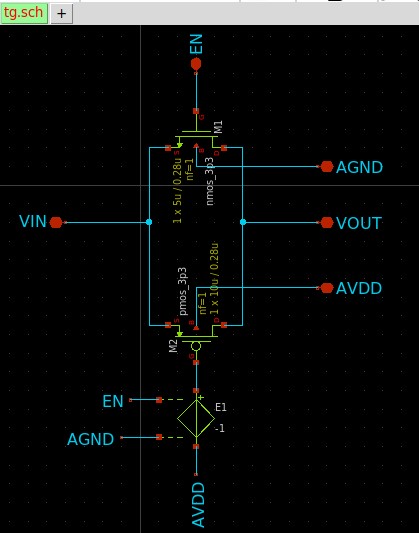 tg.sch +
EN
G
M1
S
B
D
1 x 5u / 0.28u
nf=1
nmos_3p3
AGND
VIN
VOUT
pmos_3p3
nf=1
1 x 10u / 0.28u
AVDD
S
B
D
M2
G
EN
+
E1
-1
AGND
AVDD